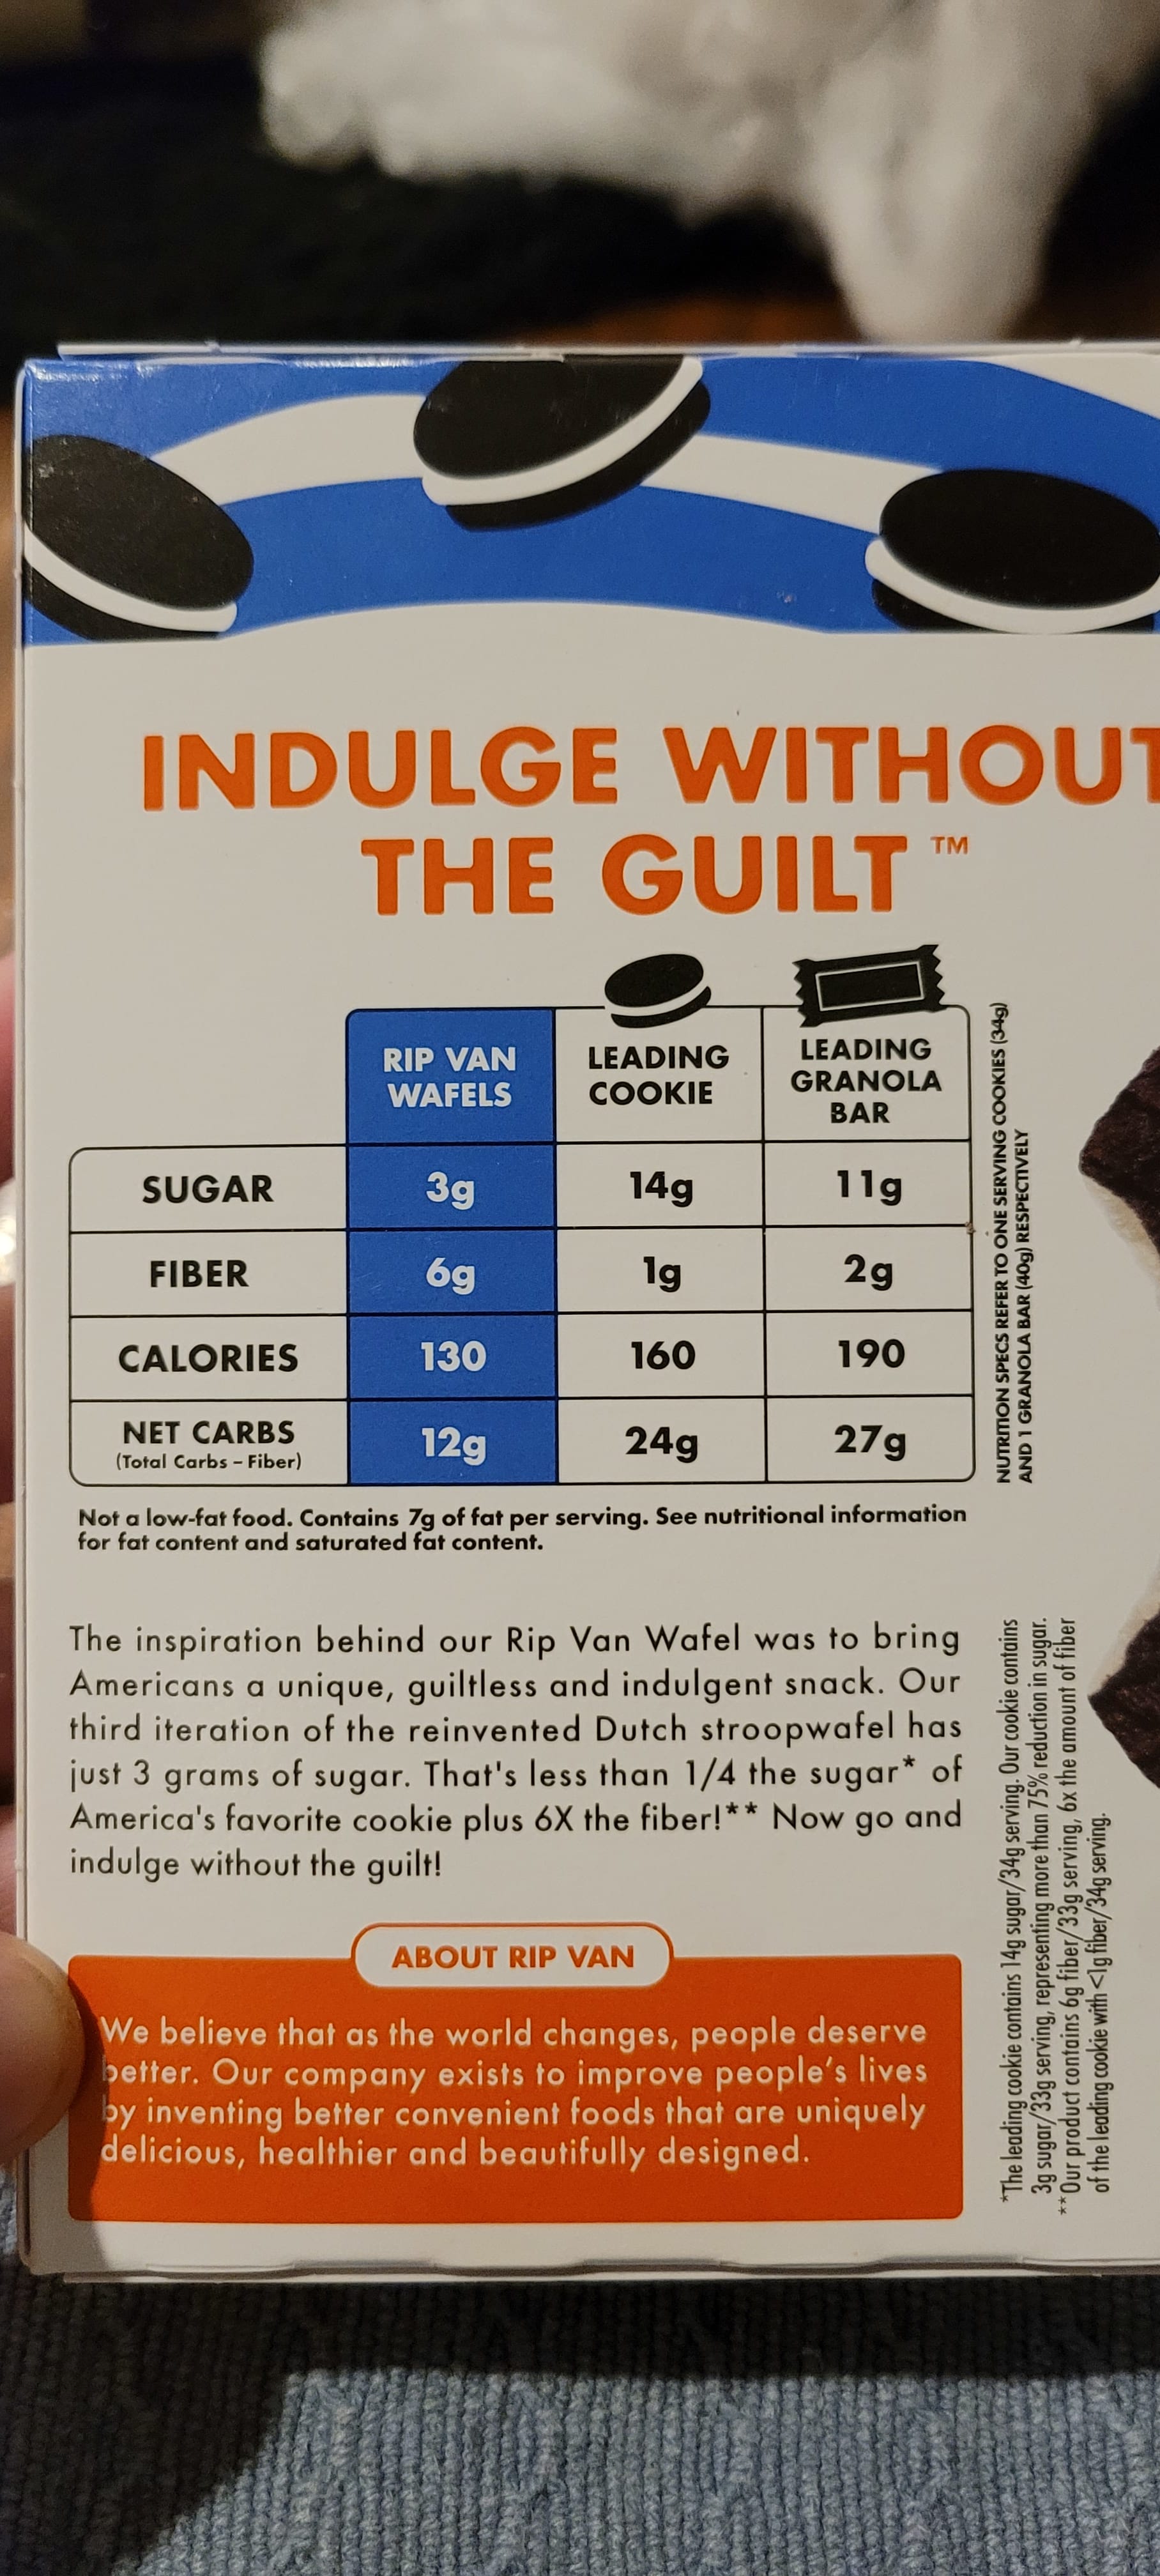 INDULGE WITHOUT
THE GUILT ™
RIP VAN WAFELS LEADING COOKIE LEADING GRANOLA BAR
SUGAR 3g 14g 11g
FIBER 6g 1g 2g
CALORIES 130 160 190
NET CARBS 12g 24g 27g
(Total Carbs – Fiber)
NUTRITION SPECS REFER TO ONE SERVING COOKIES (34g)
AND 1 GRANOLA BAR (40g) RESPECTIVELY
Not a low-fat food. Contains 7g of fat per serving. See nutritional information
for fat content and saturated fat content.
The inspiration behind our Rip Van Wafel was to bring
Americans a unique, guiltless and indulgent snack. Our
third iteration of the reinvented Dutch stroopwafel has
just 3 grams of sugar. That's less than 1/4 the sugar* of
America's favorite cookie plus 6X the fiber!** Now go and
indulge without the guilt!
*The leading cookie contains 14g sugar/34g serving. Our cookie contains
3g sugar/33g serving, representing more than 75% reduction in sugar.
**Our product contains 6g fiber/33g serving, 6x the amount of fiber
of the leading cookie with <1g fiber/34g serving.
ABOUT RIP VAN
We believe that as the world changes, people deserve
better. Our company exists to improve people's lives
by inventing better convenient foods that are uniquely
delicious, healthier and beautifully designed.